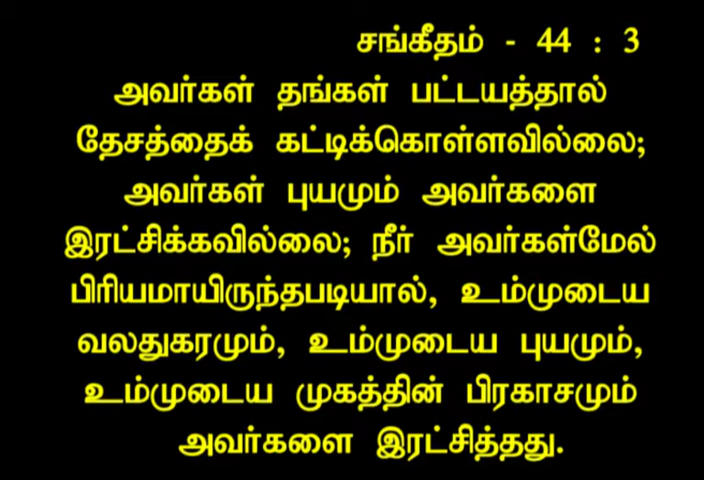 சங்கீதம் - 44 : 3
அவர்கள் தங்கள் பட்டயத்தால்
தேசத்தைக் கட்டிக்கொள்ளவில்லை;
அவர்கள் புயமும் அவர்களை
இரட்சிக்கவில்லை; நீர் அவர்கள்மேல்
பிரியமாயிருந்தபடியால், உம்முடைய
வலதுகரமும், உம்முடைய புயமும்,
உம்முடைய முகத்தின் பிரகாசமும்
அவர்களை இரட்சித்தது.